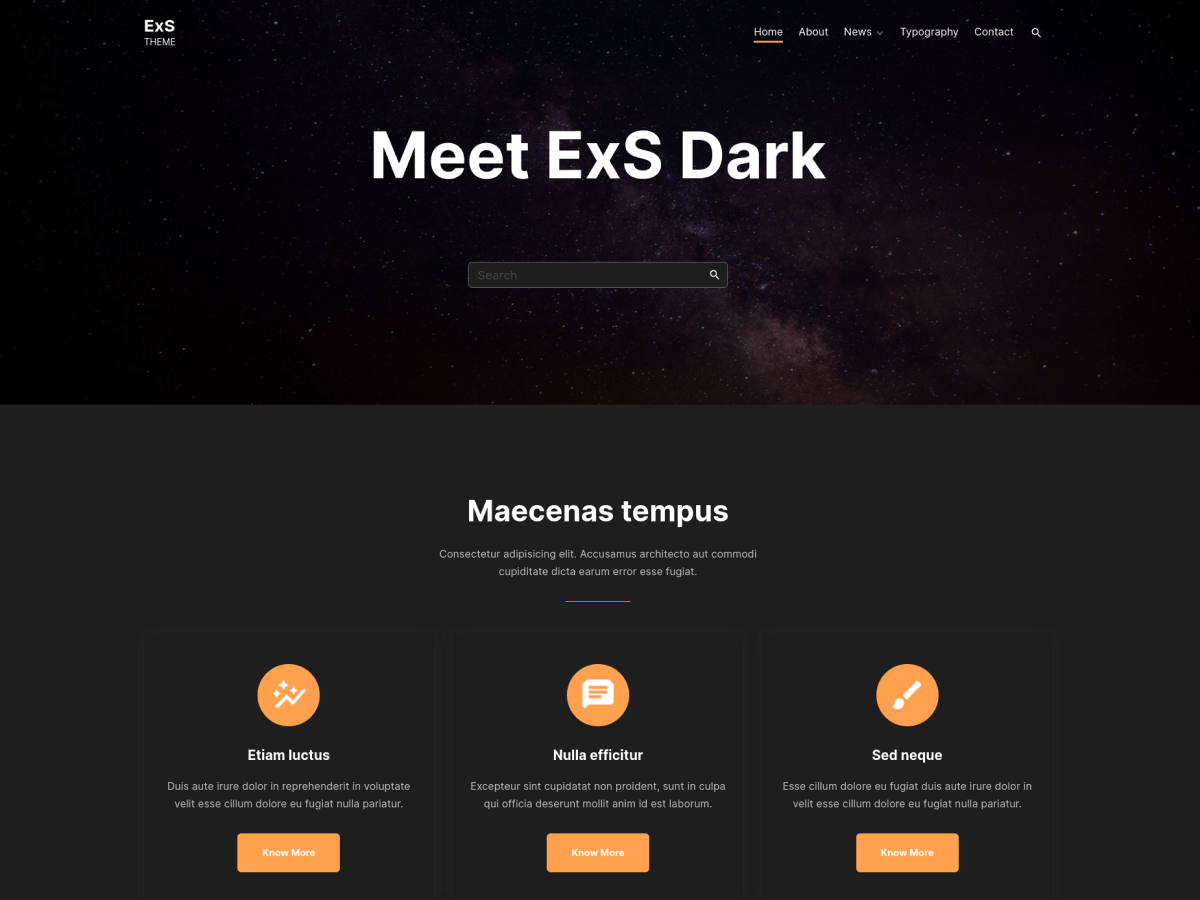 ExS
THEME
Home About News Typography Contact
Meet ExS Dark
Search
Maecenas tempus
Consectetur adipisicing elit. Accusamus architecto aut commodi
cupiditate dicta earum error esse fugiat.
Etiam luctus
Duis aute irure dolor in reprehenderit in voluptate
velit esse cillum dolore eu fugiat nulla pariatur.
Know More
Nulla efficitur
Excepteur sint cupidatat non proident, sunt in culpa
qui officia deserunt mollit anim id est laborum.
Know More
Sed neque
Esse cillum dolore eu fugiat duis aute irure dolor in
velit esse cillum dolore eu fugiat nulla pariatur.
Know More